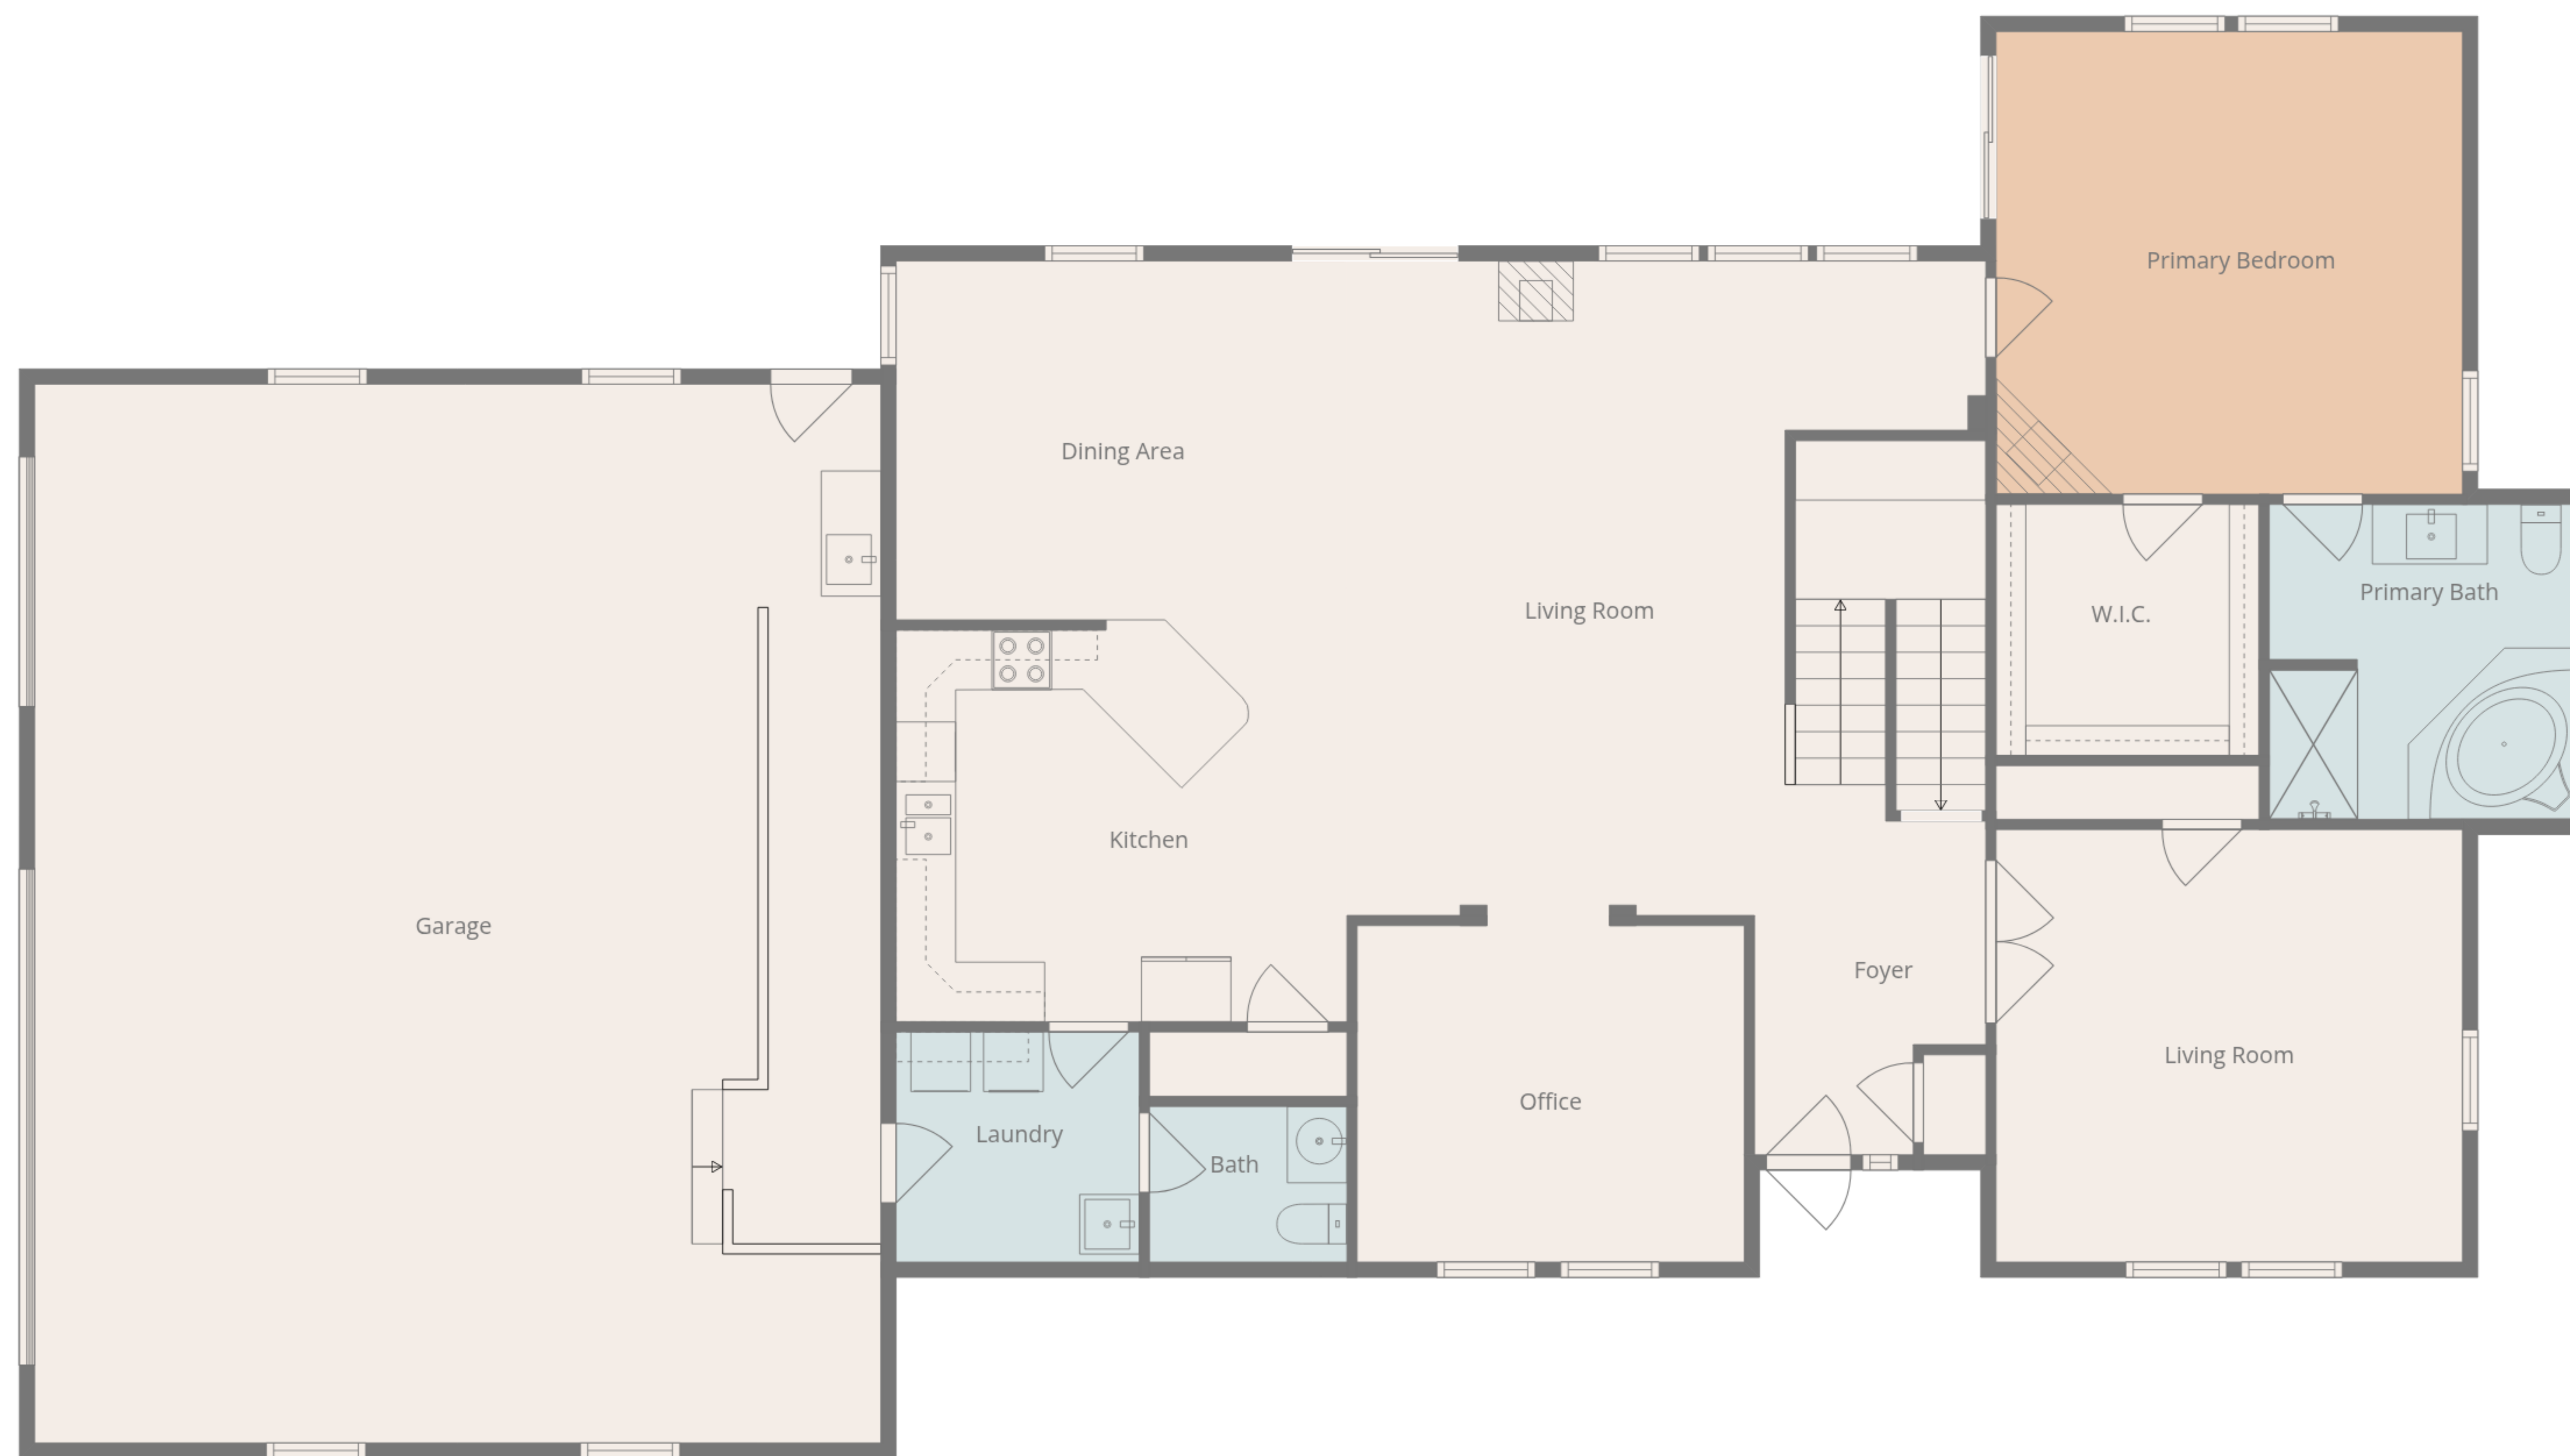 Primary Bedroom
Dining Area
Living Room
W.I.C.
Primary Bath
Kitchen
Garage
Foyer
Living Room
Office
Laundry
Bath